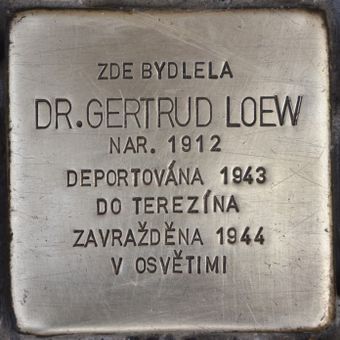 ZDE BYDLELA
DR. GERTRUD LOEW
NAR. 1912
DEPORTOVÁNA 1943
DO TEREZÍNA
ZAVRAŽDĚNA 1944
V OSVĚTIMI